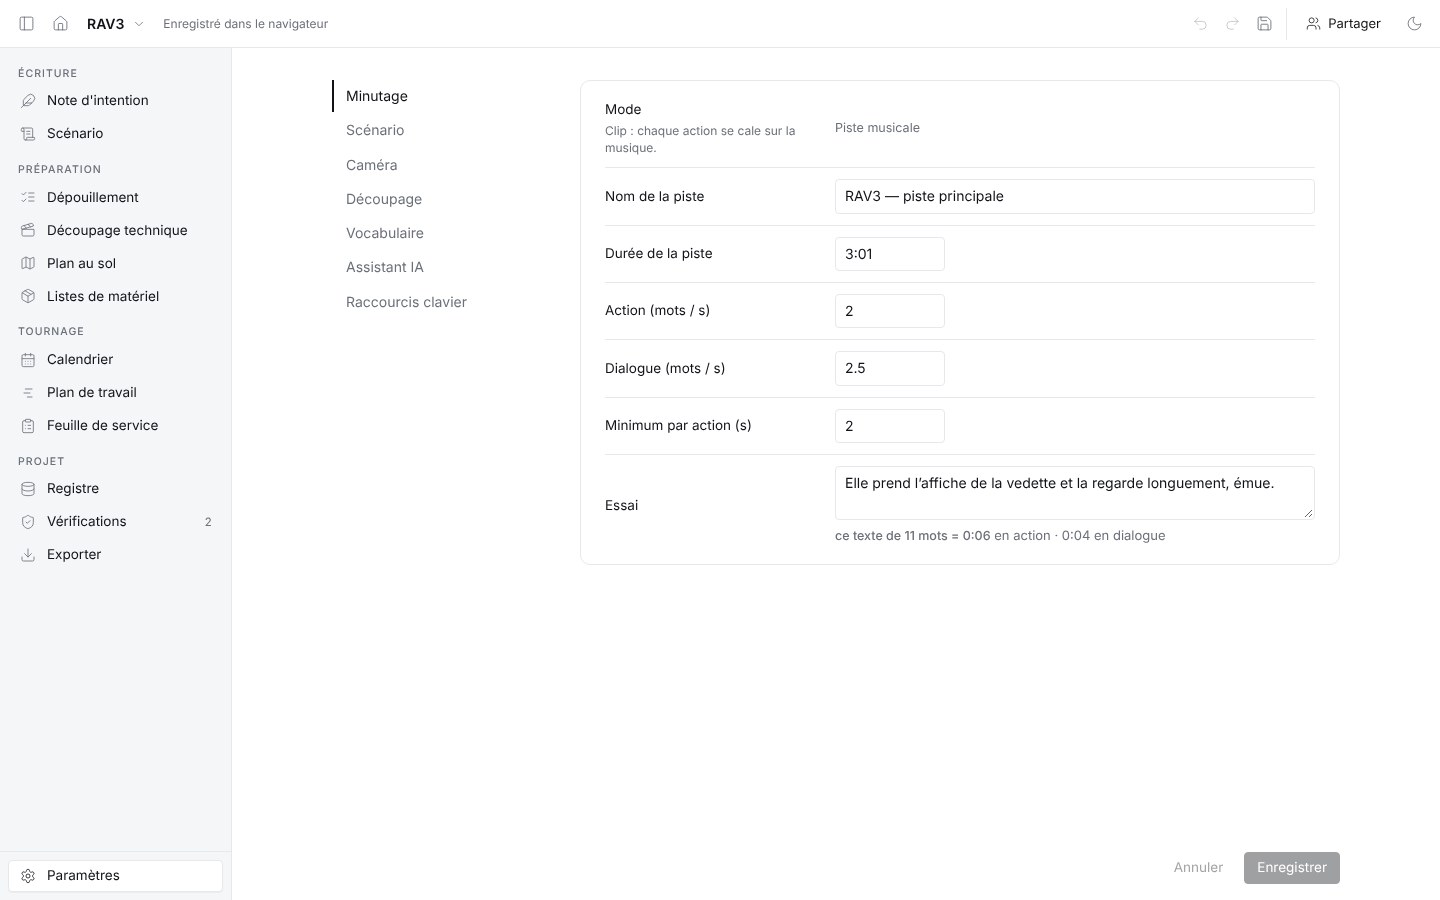 RAV3
Enregistré dans le navigateur
Partager
ÉCRITURE
Note d'intention
Scénario
PRÉPARATION
Dépouillement
Découpage technique
Plan au sol
Listes de matériel
TOURNAGE
Calendrier
Plan de travail
Feuille de service
PROJET
Registre
Vérifications 2
Exporter
Paramètres
Minutage
Scénario
Caméra
Découpage
Vocabulaire
Assistant IA
Raccourcis clavier
Mode
Clip : chaque action se cale sur la
musique.
Piste musicale
Nom de la piste
RAV3 — piste principale
Durée de la piste
3:01
Action (mots / s)
2
Dialogue (mots / s)
2.5
Minimum par action (s)
2
Essai
Elle prend l’affiche de la vedette et la regarde longuement, émue.
ce texte de 11 mots = 0:06 en action · 0:04 en dialogue
Annuler
Enregistrer